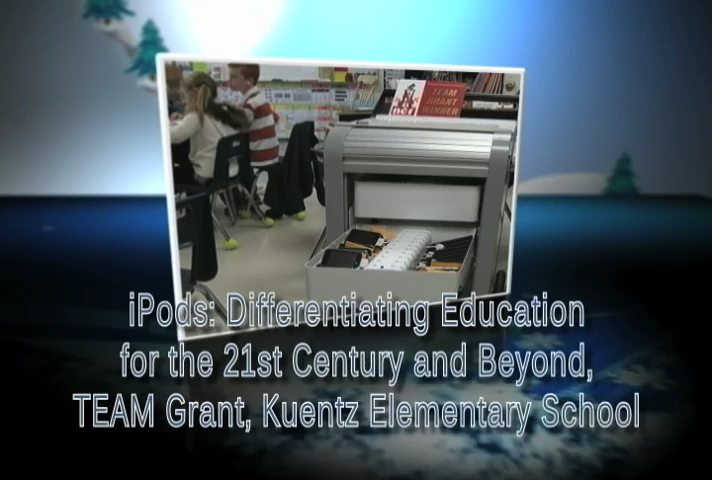 TEAM
GRANT
WINNER
iPods: Differentiating Education
for the 21st Century and Beyond,
TEAM Grant, Kuentz Elementary School